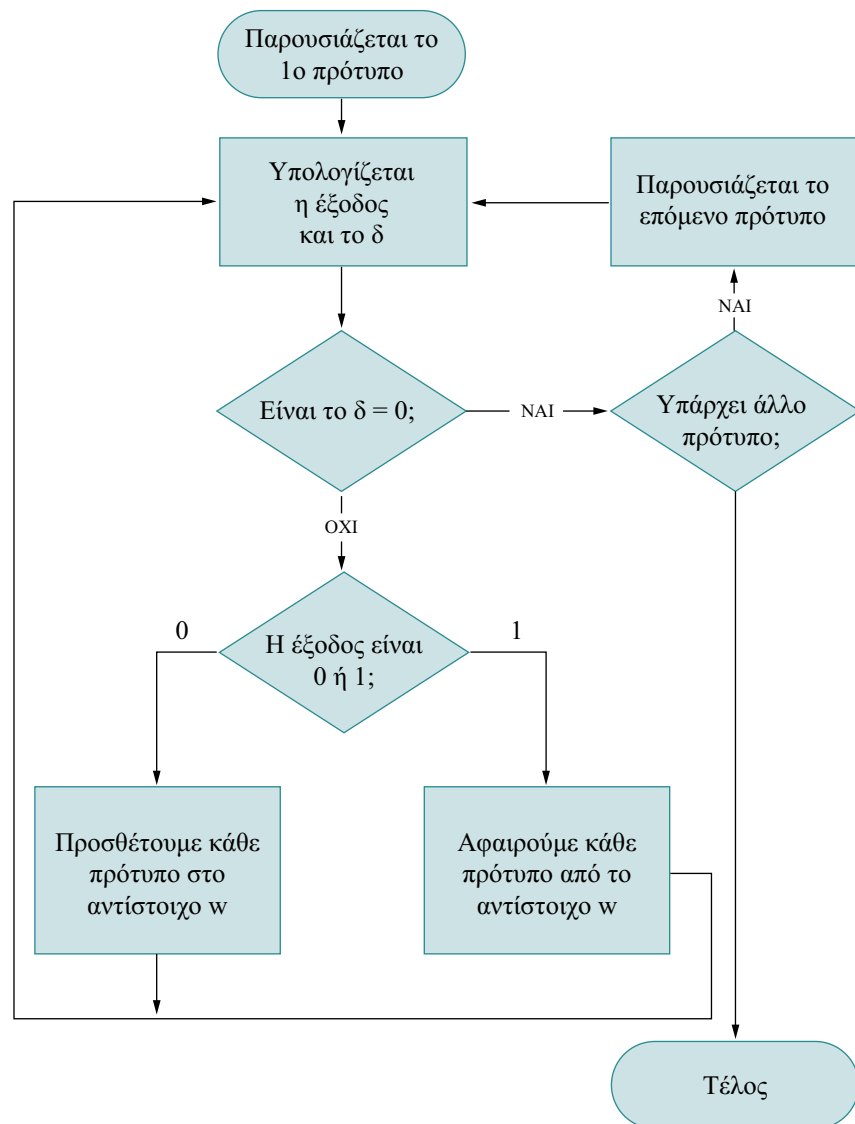 Παρουσιάζεται το
1ο πρότυπο
Υπολογίζεται
η έξοδος
και το δ
Παρουσιάζεται το
επόμενο πρότυπο
ΝΑΙ
Είναι το δ = 0;
ΝΑΙ
Υπάρχει άλλο
πρότυπο;
ΟΧΙ
0
Η έξοδος είναι
0 ή 1;
1
Προσθέτουμε κάθε
πρότυπο στο
αντίστοιχο w
Αφαιρούμε κάθε
πρότυπο από το
αντίστοιχο w
Τέλος